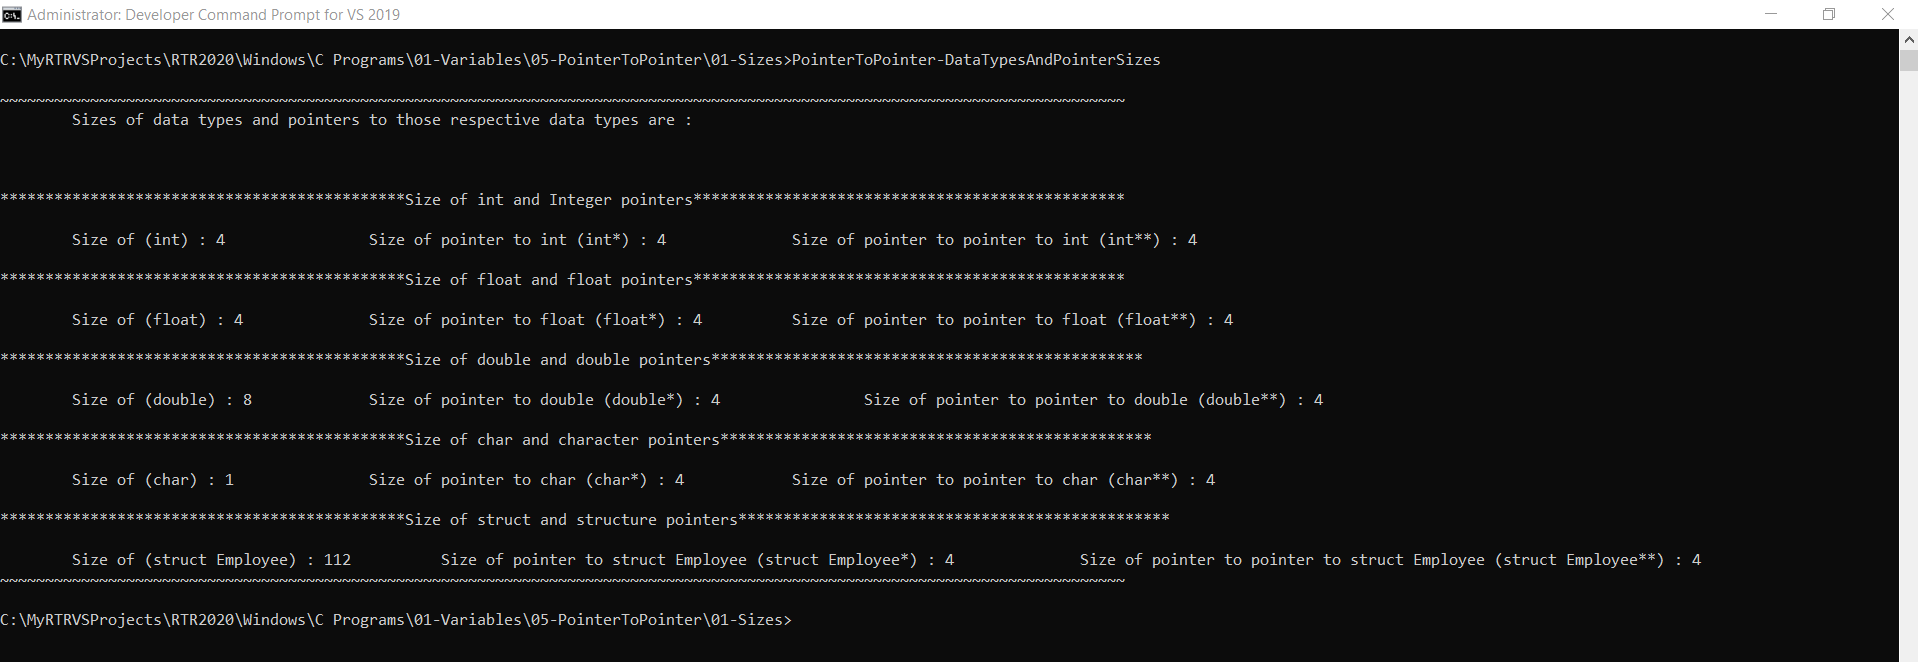 Administrator: Developer Command Prompt for VS 2019
C:\MyRTRVSProjects\RTR2020\Windows\C Programs\01-Variables\05-PointerToPointer\01-Sizes>PointerToPointer-DataTypesAndPointerSizes
~~~~~~~~~~~~~~~~~~~~~~~~~~~~~~~~~~~~~~~~~~~~~~~~~~~~~~~~~~~~~~~~~~~~~~~~~~~~~~~~~~~~~~~~~~~~~~~~~~~~~~~~~~~~~~~~~~~~~~~~~~~~~
Sizes of data types and pointers to those respective data types are :
*********************************************Size of int and Integer pointers************************************************
Size of (int) : 4 Size of pointer to int (int*) : 4 Size of pointer to pointer to int (int**) : 4
*********************************************Size of float and float pointers************************************************
Size of (float) : 4 Size of pointer to float (float*) : 4 Size of pointer to pointer to float (float**) : 4
*********************************************Size of double and double pointers************************************************
Size of (double) : 8 Size of pointer to double (double*) : 4 Size of pointer to pointer to double (double**) : 4
*********************************************Size of char and character pointers************************************************
Size of (char) : 1 Size of pointer to char (char*) : 4 Size of pointer to pointer to char (char**) : 4
*********************************************Size of struct and structure pointers************************************************
Size of (struct Employee) : 112 Size of pointer to struct Employee (struct Employee*) : 4 Size of pointer to pointer to struct Employee (struct Employee**) : 4
~~~~~~~~~~~~~~~~~~~~~~~~~~~~~~~~~~~~~~~~~~~~~~~~~~~~~~~~~~~~~~~~~~~~~~~~~~~~~~~~~~~~~~~~~~~~~~~~~~~~~~~~~~~~~~~~~~~~~~~~~~~~~
C:\MyRTRVSProjects\RTR2020\Windows\C Programs\01-Variables\05-PointerToPointer\01-Sizes>